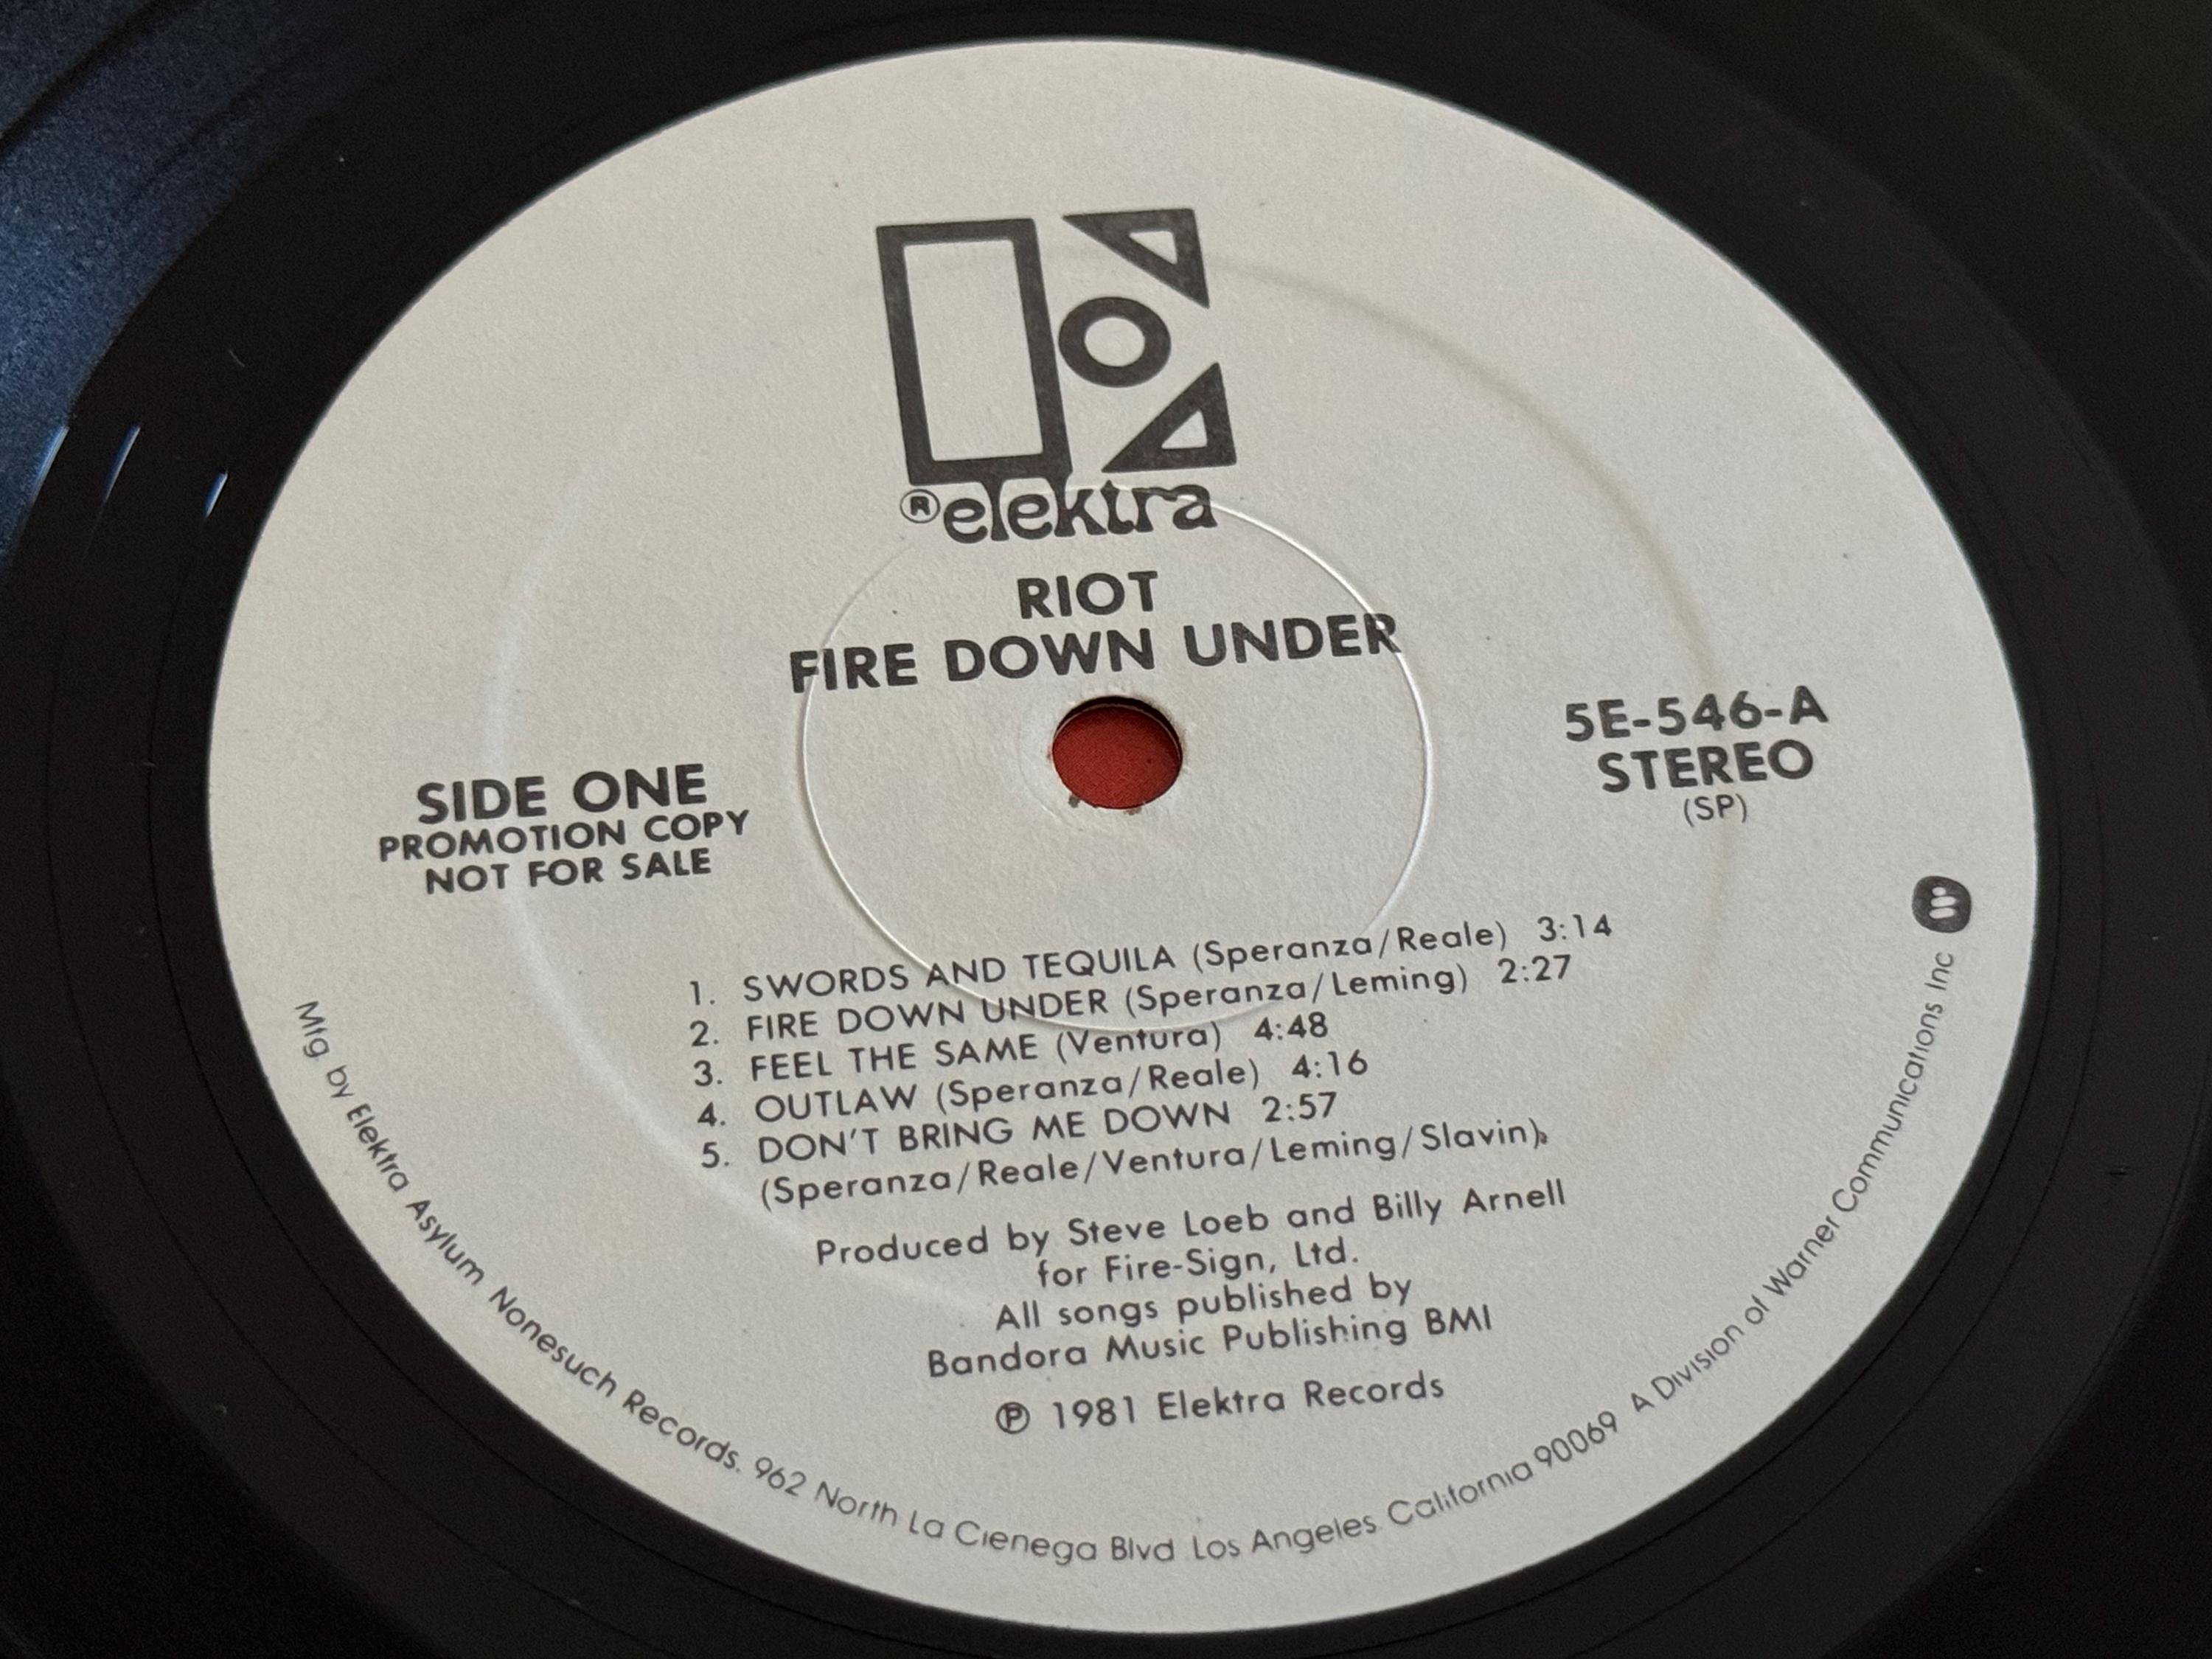 ® elektra
RIOT
FIRE DOWN UNDER
5E-546-A
STEREO
(SP)
SIDE ONE
PROMOTION COPY
NOT FOR SALE
1. SWORDS AND TEQUILA (Speranza/Reale) 3:14
2. FIRE DOWN UNDER (Speranza/Leming) 2:27
3. FEEL THE SAME (Ventura) 4:48
4. OUTLAW (Speranza/Reale) 4:16
5. DON'T BRING ME DOWN 2:57
(Speranza/Reale/Ventura/Leming/Slavin)
Produced by Steve Loeb and Billy Arnell
for Fire-Sign, Ltd.
All songs published by
Bandora Music Publishing BMI
℗ 1981 Elektra Records
Mfg. by Elektra Asylum Nonesuch Records. 962 North La Cienega Blvd Los Angeles California 90069 A Division of Warner Communications Inc